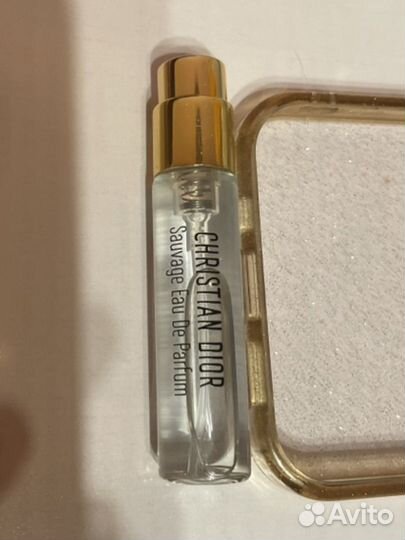 CHRISTIAN DIOR
Sauvage Eau De Parfum
Avito